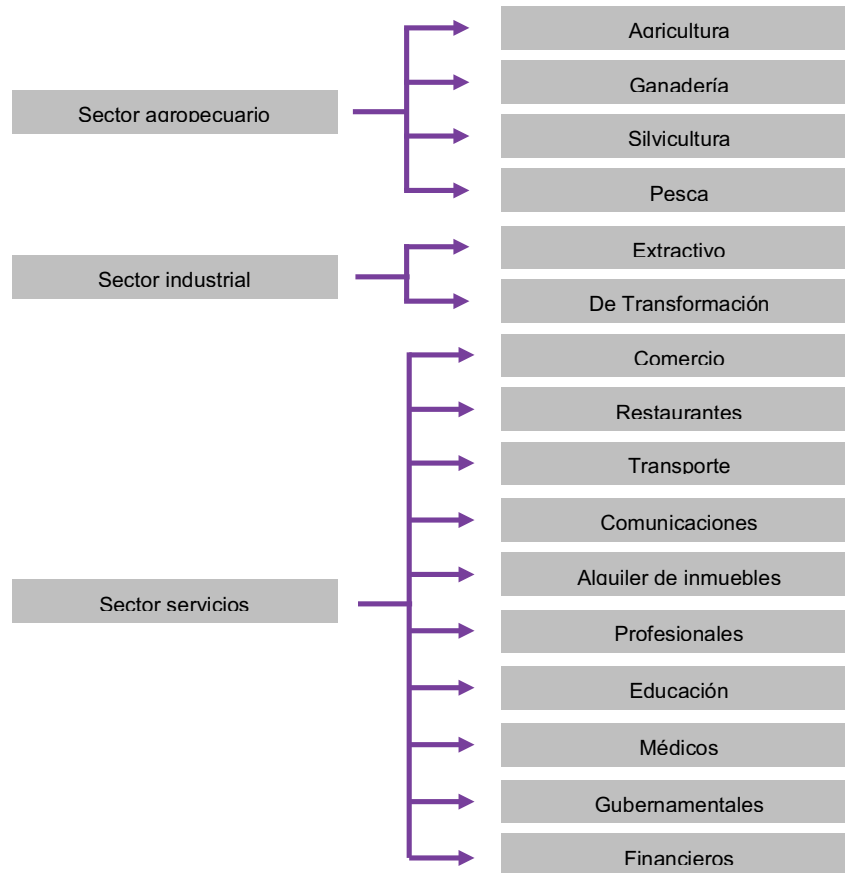 Sector agropecuario
Agricultura
Ganadería
Silvicultura
Pesca
Sector industrial
Extractivo
De Transformación
Sector servicios
Comercio
Restaurantes
Transporte
Comunicaciones
Alquiler de inmuebles
Profesionales
Educación
Médicos
Gubernamentales
Financieros